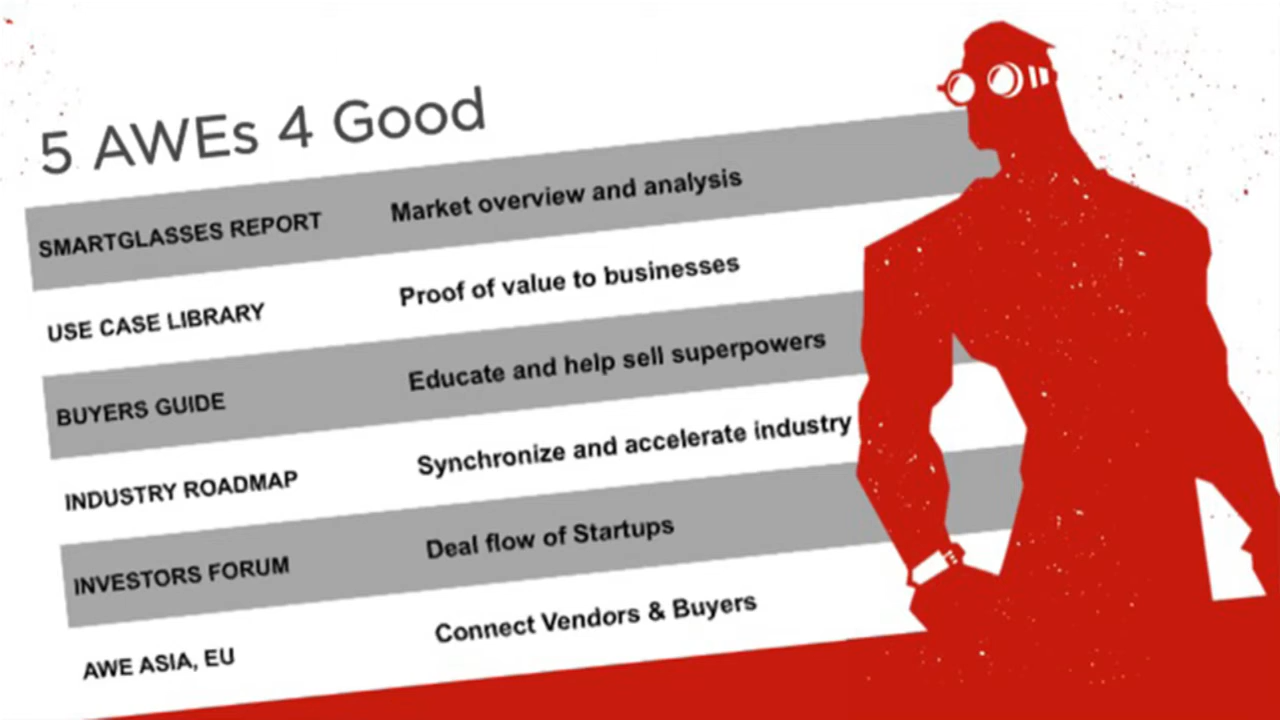 5 AWEs 4 Good
SMARTGLASSES REPORT Market overview and analysis
USE CASE LIBRARY Proof of value to businesses
BUYERS GUIDE Educate and help sell superpowers
INDUSTRY ROADMAP Synchronize and accelerate industry
INVESTORS FORUM Deal flow of Startups
AWE ASIA, EU Connect Vendors & Buyers